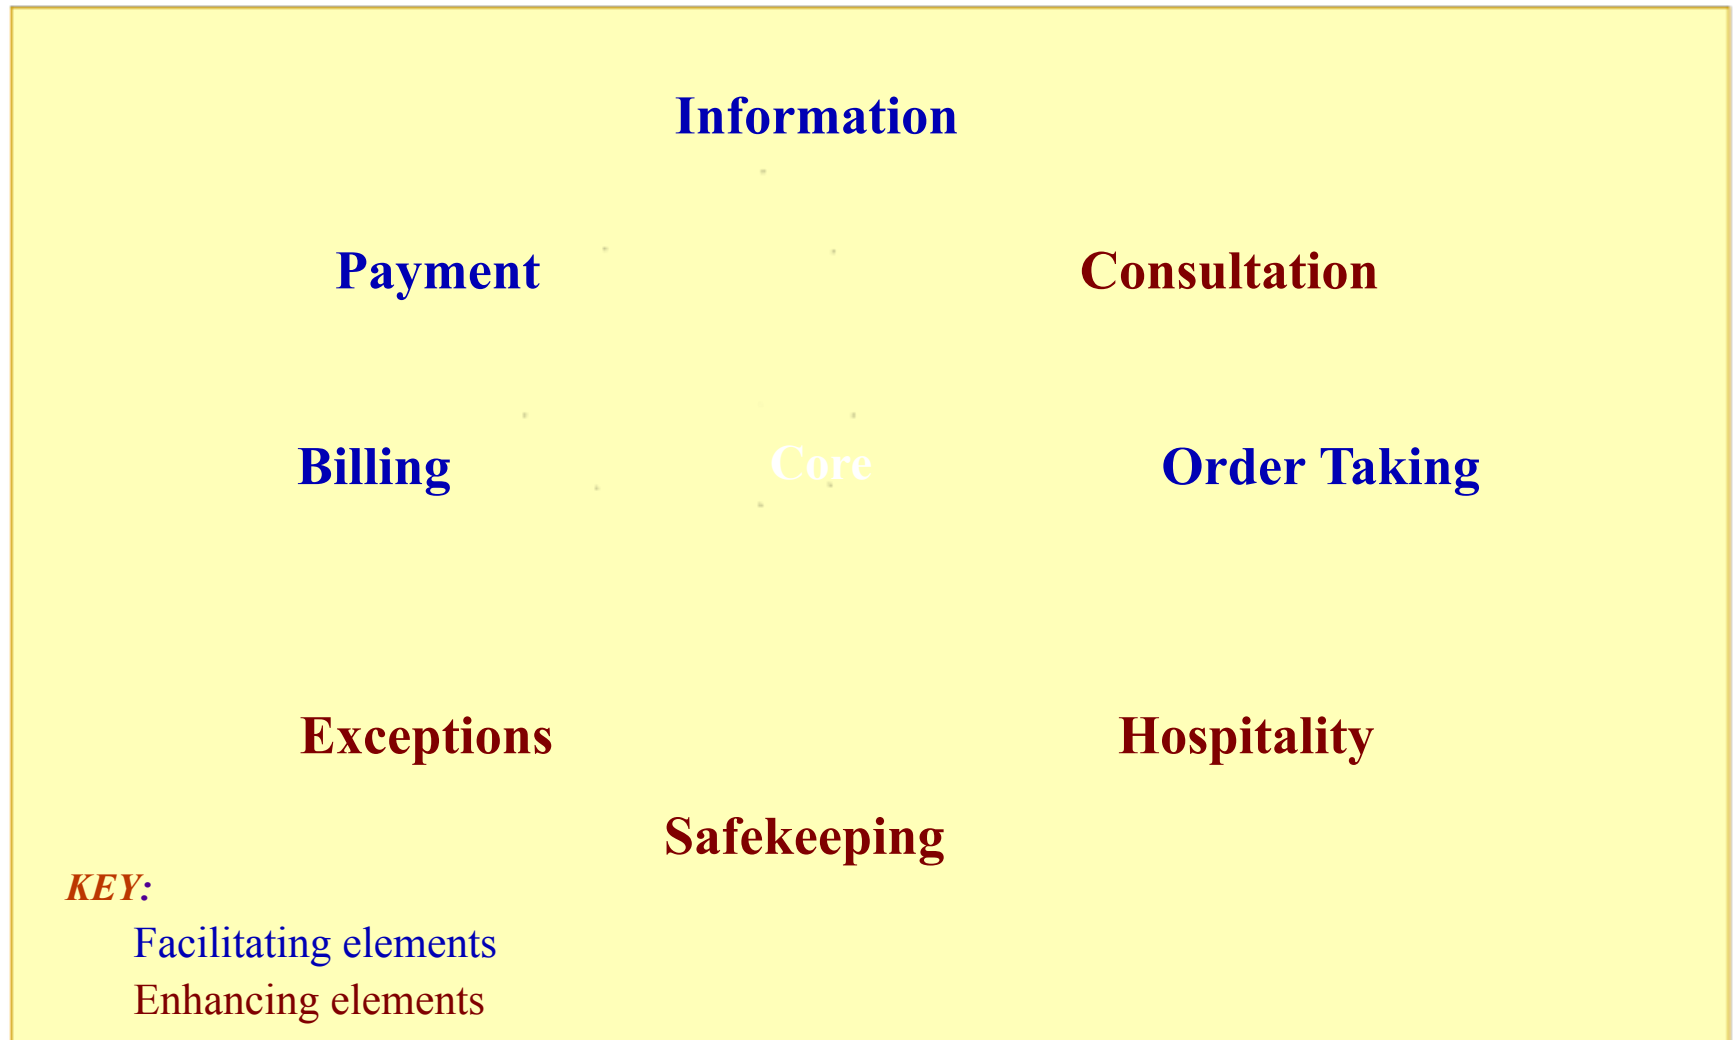 Information
Payment
Consultation
Billing
Core
Order Taking
Exceptions
Hospitality
Safekeeping
KEY:
Facilitating elements
Enhancing elements